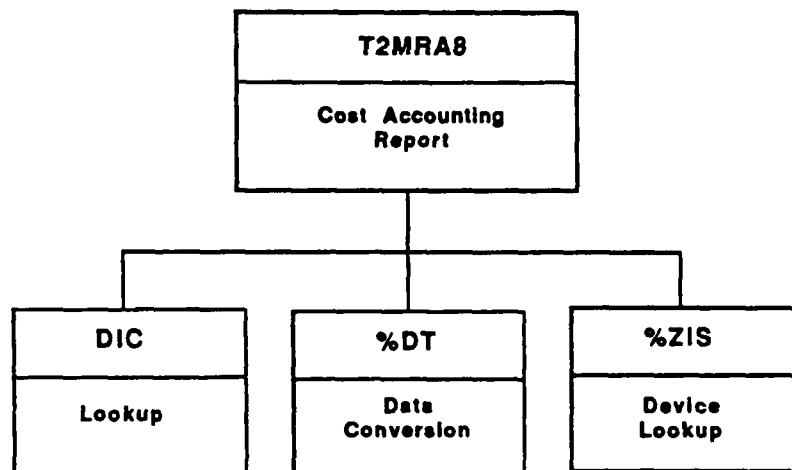 T2MRA8
Cost Accounting
Report
DIC
Lookup
%DT
Data
Conversion
%ZIS
Device
Lookup